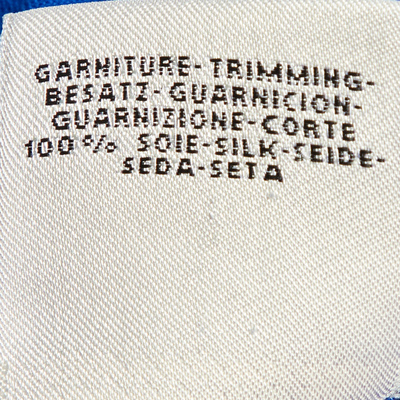 GARNITURE-TRIMMING-
BESATZ-GUARNICION-
GUARNIZIONE-CORTE
100% SOIE-SILK-SEIDE-
SEDA-SETA